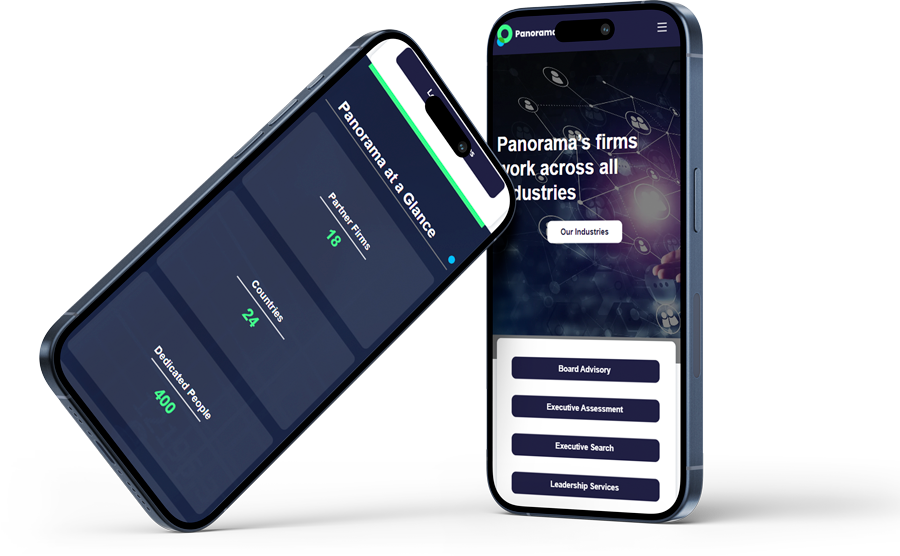 Panorama at a Glance
Partner Firms
18
Countries
24
Dedicated People
400
Panorama
Panorama's firms
work across all
industries
Our Industries
Board Advisory
Executive Assessment
Executive Search
Leadership Services